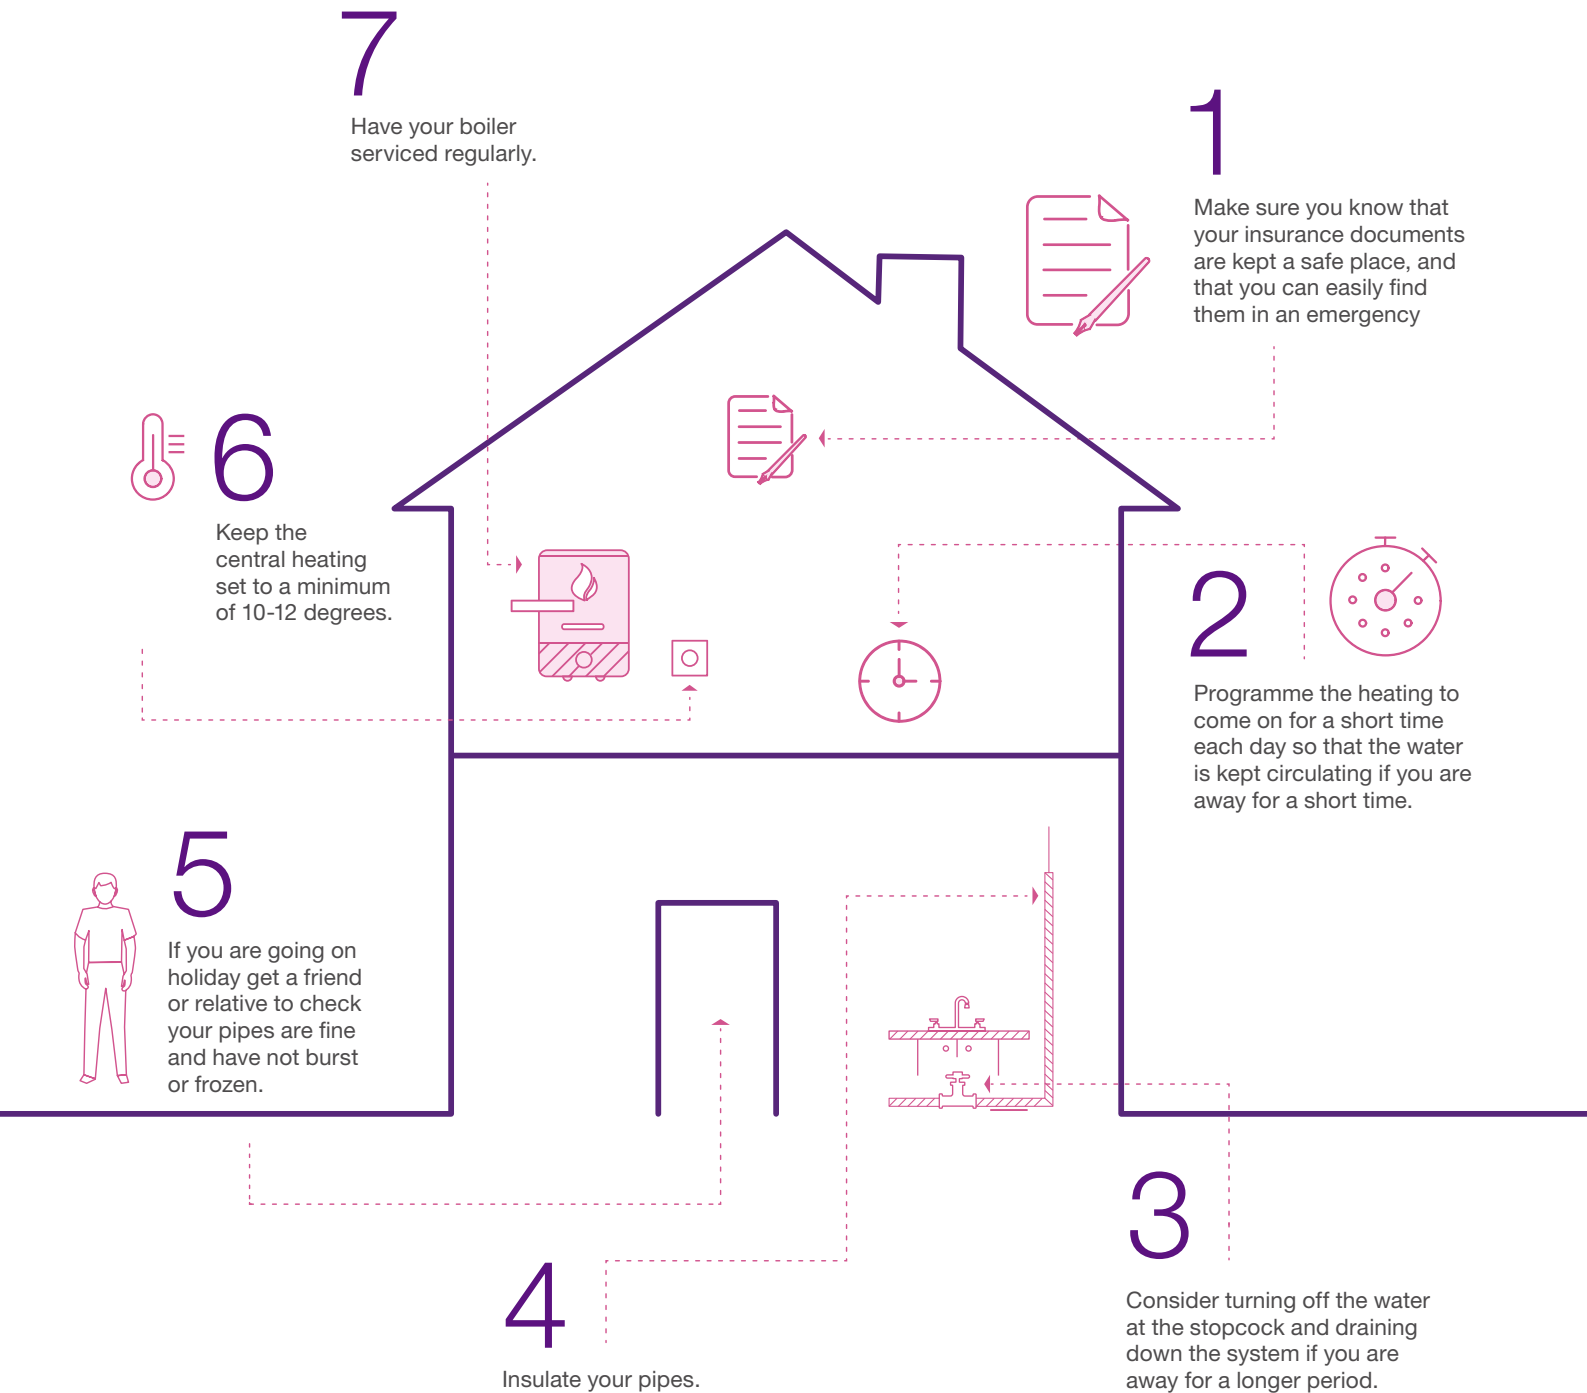 7
Have your boiler
serviced regularly.
1
Make sure you know that
your insurance documents
are kept a safe place, and
that you can easily find
them in an emergency
6
Keep the
central heating
set to a minimum
of 10-12 degrees.
2
Programme the heating to
come on for a short time
each day so that the water
is kept circulating if you are
away for a short time.
5
If you are going on
holiday get a friend
or relative to check
your pipes are fine
and have not burst
or frozen.
3
Consider turning off the water
at the stopcock and draining
down the system if you are
away for a longer period.
4
Insulate your pipes.